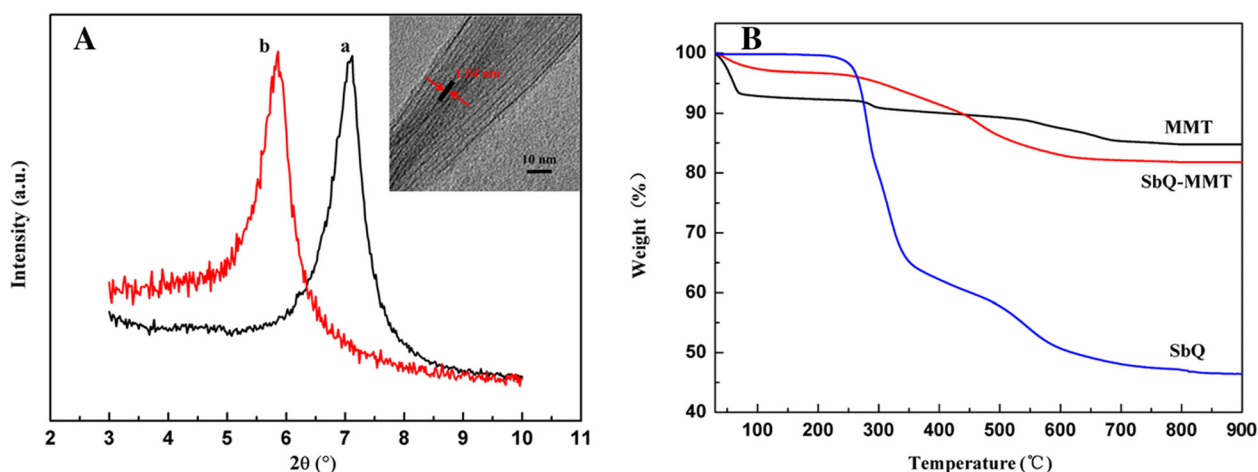 A
b
a
1.54 nm
10 nm
Intensity (a.u.)
2 3 4 5 6 7 8 9 10 11
2θ (°)
B
100
90
80
70
60
50
40
Weight (%)
MMT
SbQ-MMT
SbQ
100 200 300 400 500 600 700 800 900
Temperature (℃)